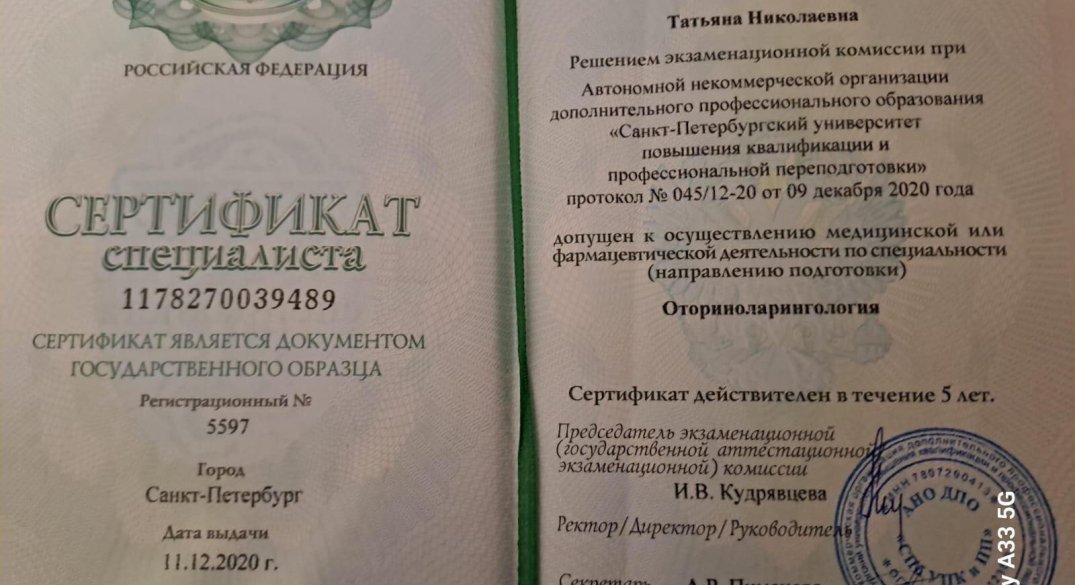 РОССИЙСКАЯ ФЕДЕРАЦИЯ
СЕРТИФИКАТ
специалиста
1178270039489
СЕРТИФИКАТ ЯВЛЯЕТСЯ ДОКУМЕНТОМ
ГОСУДАРСТВЕННОГО ОБРАЗЦА
Регистрационный №
5597
Город
Санкт-Петербург
Дата выдачи
11.12.2020 г.
Татьяна Николаевна
Решением экзаменационной комиссии при
Автономной некоммерческой организации
дополнительного профессионального образования
«Санкт-Петербургский университет
повышения квалификации и
профессиональной переподготовки»
протокол № 045/12-20 от 09 декабря 2020 года
допущен к осуществлению медицинской или
фармацевтической деятельности по специальности
(направлению подготовки)
Оториноларингология
Сертификат действителен в течение 5 лет.
Председатель экзаменационной
(государственной аттестационной
экзаменационной) комиссии
И.В. Кудрявцева
Ректор/Директор/Руководитель
Секретарь
АНО ДПО
«СПб УПК и ПП»
A33 5G